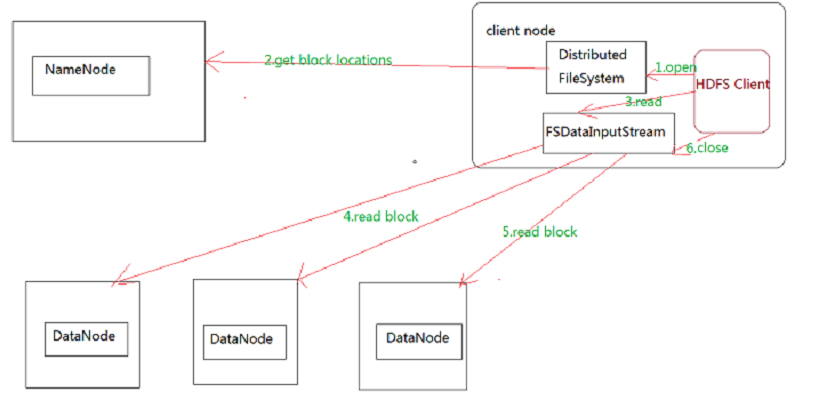 client node
NameNode
2.get block locations
Distributed
FileSystem
1.open
HDFS Client
3.read
FSDataInputStream
6.close
4.read block
5.read block
DataNode
DataNode
DataNode